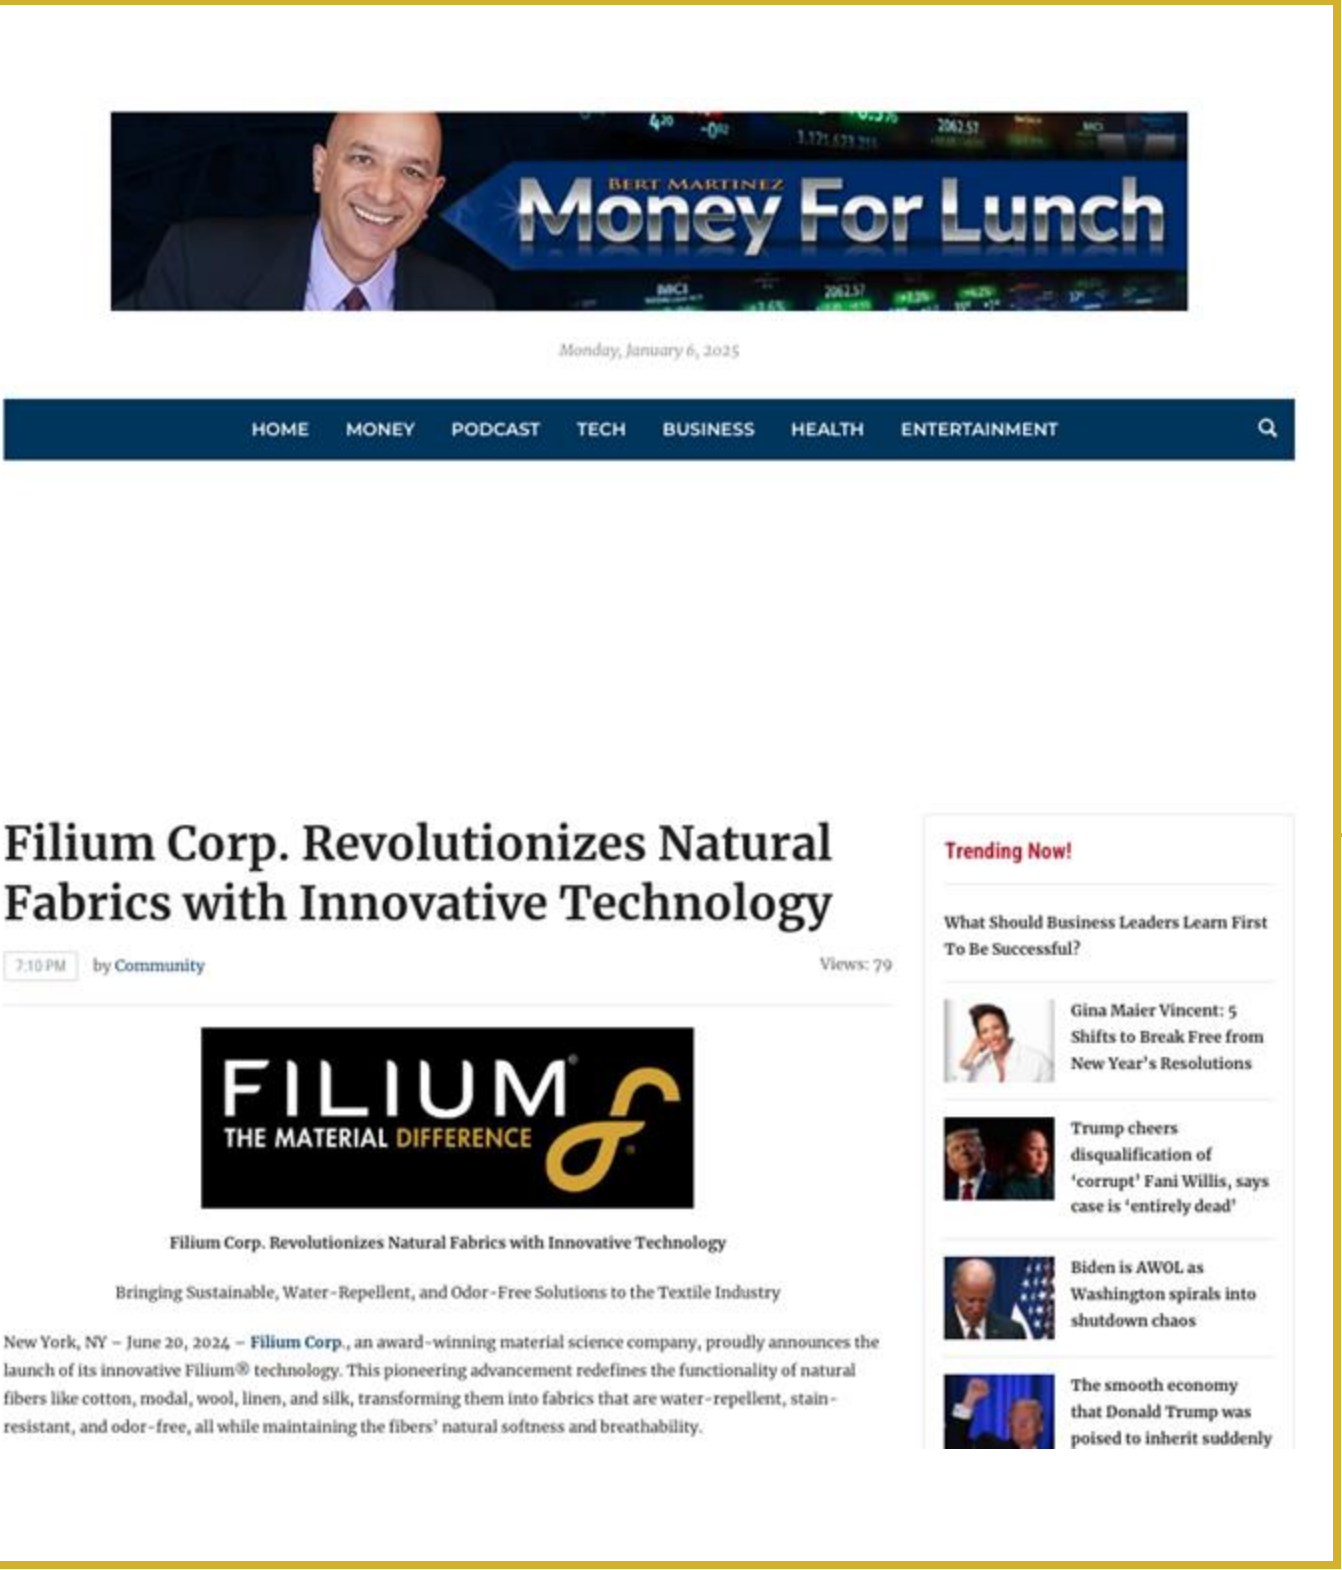 BERT MARTINEZ
Money For Lunch
4.20
2062.57
MCI
2062.57
Monday, January 6, 2025
HOME MONEY PODCAST TECH BUSINESS HEALTH ENTERTAINMENT
Filium Corp. Revolutionizes Natural
Fabrics with Innovative Technology
7:10 PM by Community Views: 79
FILIUM®
THE MATERIAL DIFFERENCE
Filium Corp. Revolutionizes Natural Fabrics with Innovative Technology
Bringing Sustainable, Water-Repellent, and Odor-Free Solutions to the Textile Industry
New York, NY – June 20, 2024 – Filium Corp., an award-winning material science company, proudly announces the
launch of its innovative Filium® technology. This pioneering advancement redefines the functionality of natural
fibers like cotton, modal, wool, linen, and silk, transforming them into fabrics that are water-repellent, stain-
resistant, and odor-free, all while maintaining the fibers' natural softness and breathability.
Trending Now!
What Should Business Leaders Learn First
To Be Successful?
Gina Maier Vincent: 5
Shifts to Break Free from
New Year's Resolutions
Trump cheers
disqualification of
'corrupt' Fani Willis, says
case is 'entirely dead'
Biden is AWOL as
Washington spirals into
shutdown chaos
The smooth economy
that Donald Trump was
poised to inherit suddenly